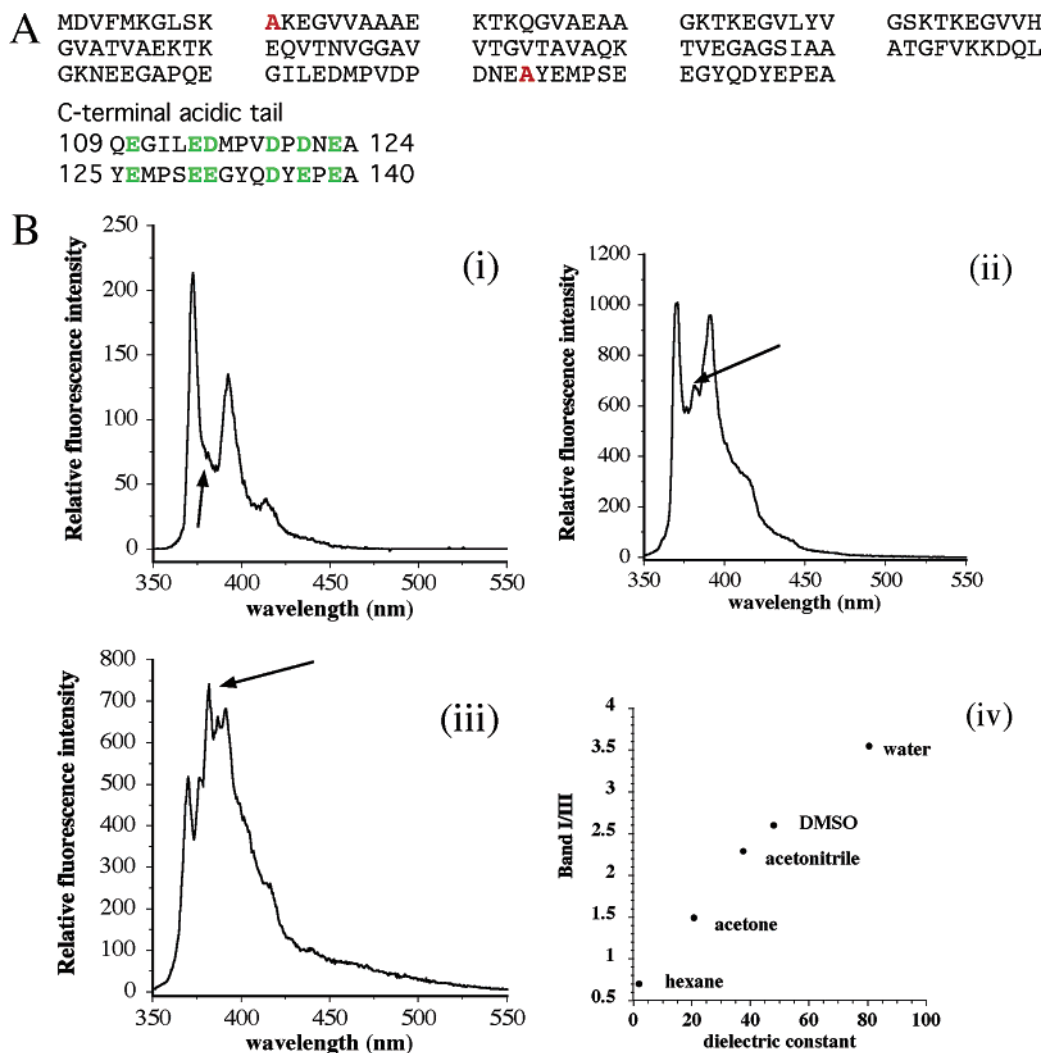 A
MDVFMKGLSK AKEGVVAAAE KTKQGVAEAA GKTKEGVLYV GSKTKEGVVH
GVATVAEKTK EQVTNVGGAV VTGVTAVAQK TVEGAGSIAA ATGFVKKDQL
GKNEEGAPQE GILEDMPVDP DNEAYEMPSE EGYQDYEPEA
C-terminal acidic tail
109 QEGILEDMPVDPDNEA 124
125 YEMPSEEGYQDYEPEA 140
B
(i)
Relative fluorescence intensity
250
200
150
100
50
0
350 400 450 500 550
wavelength (nm)
(ii)
Relative fluorescence intensity
1200
1000
800
600
400
200
0
350 400 450 500 550
wavelength (nm)
(iii)
Relative fluorescence intensity
800
700
600
500
400
300
200
100
0
350 400 450 500 550
wavelength (nm)
(iv)
Band I/III
4
3.5
3
2.5
2
1.5
1
0.5
water
DMSO
acetonitrile
acetone
hexane
0 20 40 60 80 100
dielectric constant